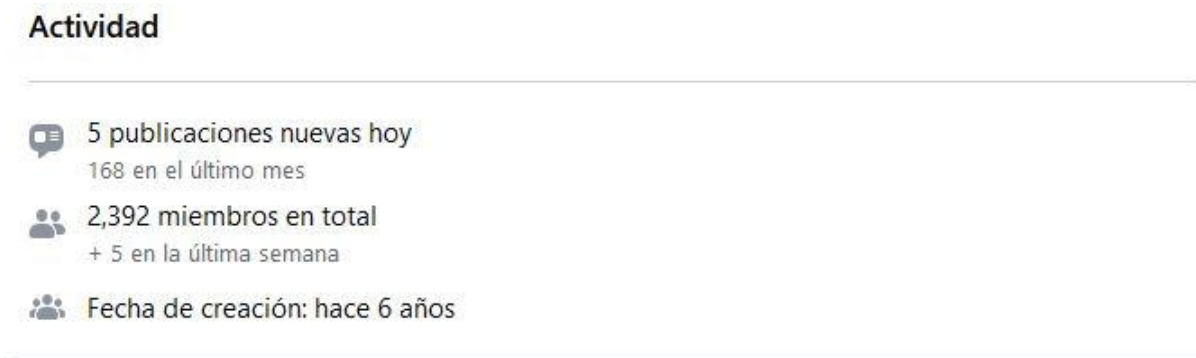 Actividad
5 publicaciones nuevas hoy
168 en el último mes
2,392 miembros en total
+ 5 en la última semana
Fecha de creación: hace 6 años